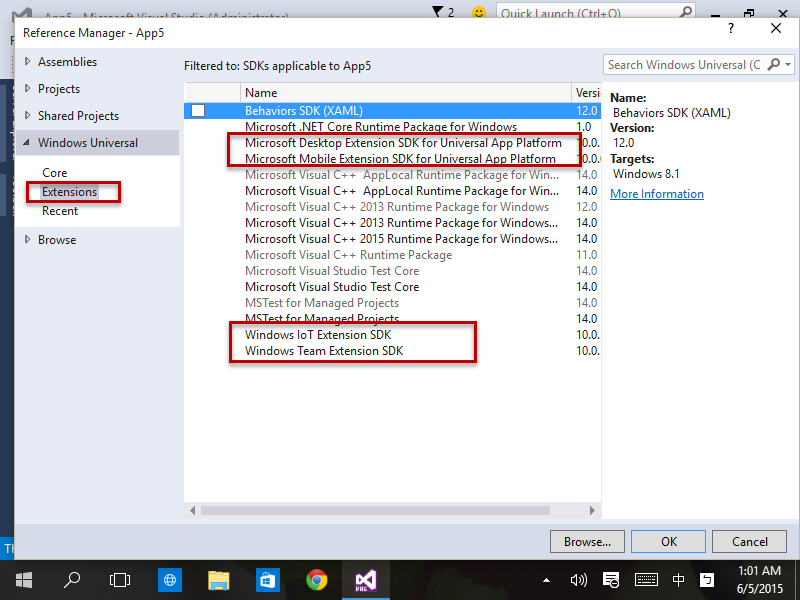 App5 - Microsoft Visual Studio (Administrator)
2
Quick Launch (Ctrl+Q)
Reference Manager - App5
?
Assemblies
Projects
Shared Projects
Windows Universal
Core
Extensions
Recent
Browse
Filtered to: SDKs applicable to App5
Search Windows Universal (C
Name Versi
Behaviors SDK (XAML) 12.0
Microsoft .NET Core Runtime Package for Windows 1.0
Microsoft Desktop Extension SDK for Universal App Platform 10.0.
Microsoft Mobile Extension SDK for Universal App Platform 10.0.
Microsoft Visual C++ AppLocal Runtime Package for Win... 14.0
Microsoft Visual C++ AppLocal Runtime Package for Win... 14.0
Microsoft Visual C++ 2013 Runtime Package for Windows 12.0
Microsoft Visual C++ 2013 Runtime Package for Windows... 14.0
Microsoft Visual C++ 2015 Runtime Package for Windows... 14.0
Microsoft Visual C++ Runtime Package 11.0
Microsoft Visual Studio Test Core 14.0
Microsoft Visual Studio Test Core 14.0
MSTest for Managed Projects 14.0
MSTest for Managed Projects 14.0
Windows IoT Extension SDK 10.0.
Windows Team Extension SDK 10.0.
Name:
Behaviors SDK (XAML)
Version:
12.0
Targets:
Windows 8.1
More Information
Browse... OK Cancel
中
1:01 AM
6/5/2015